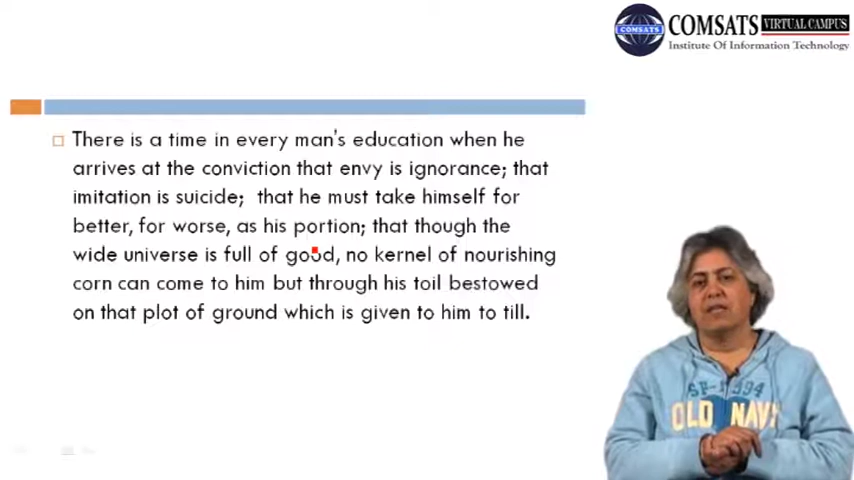 COMSATS VIRTUAL CAMPUS
COMSATS
Institute Of Information Technology
There is a time in every man's education when he
arrives at the conviction that envy is ignorance; that
imitation is suicide; that he must take himself for
better, for worse, as his portion; that though the
wide universe is full of good, no kernel of nourishing
corn can come to him but through his toil bestowed
on that plot of ground which is given to him to till.
SP-1994
OLD NAVY